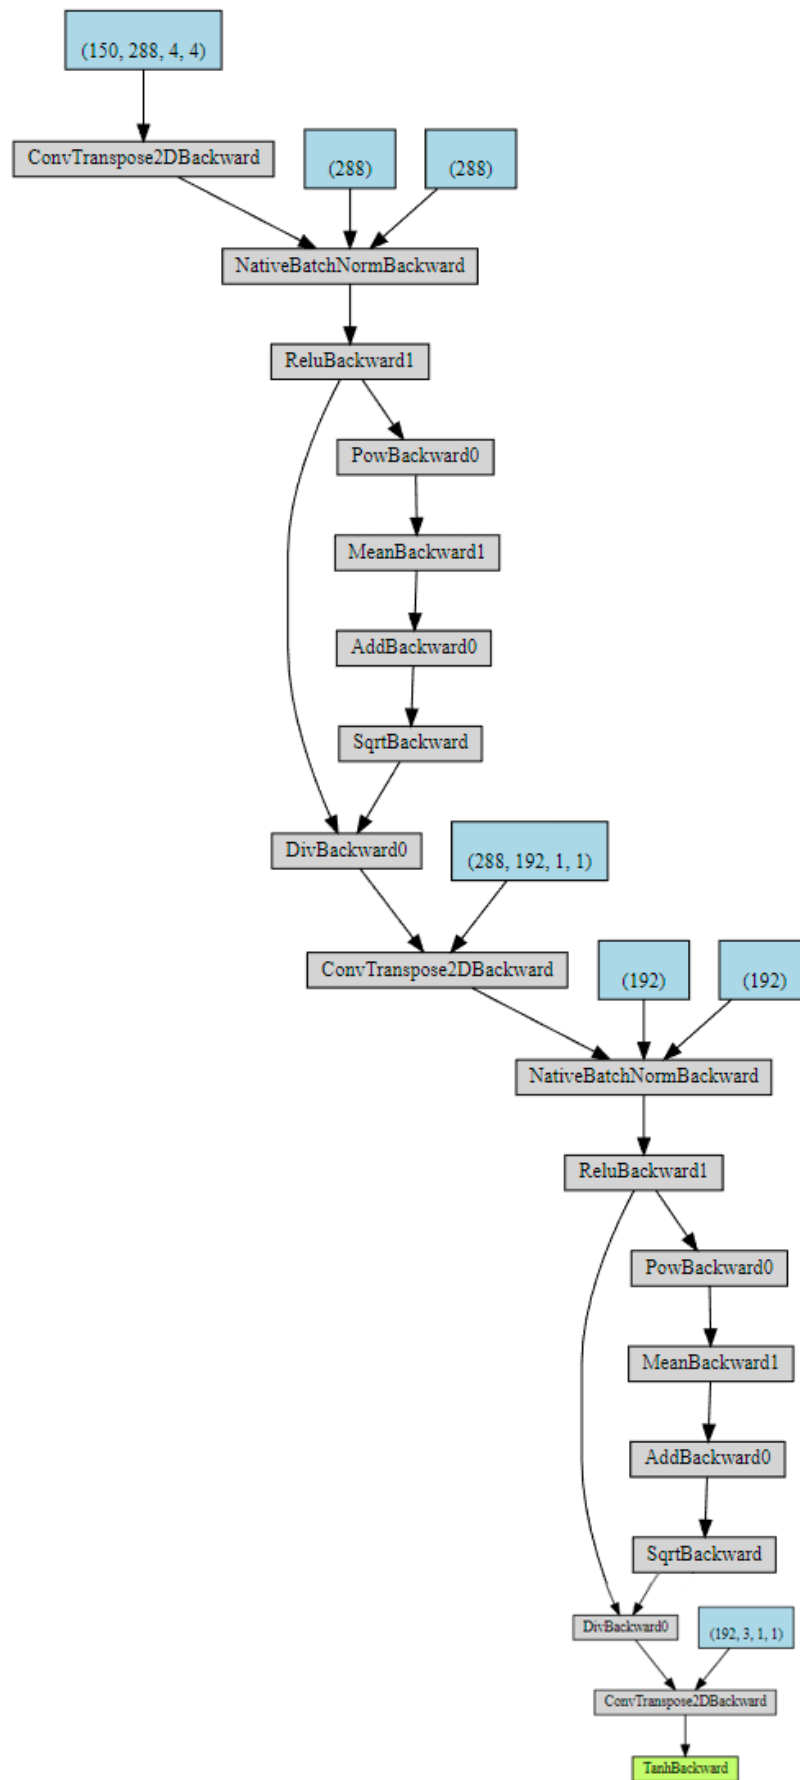 (150, 288, 4, 4)
ConvTranspose2DBackward
(288)
(288)
NativeBatchNormBackward
ReluBackward1
PowBackward0
MeanBackward1
AddBackward0
SqrtBackward
DivBackward0
(288, 192, 1, 1)
ConvTranspose2DBackward
(192)
(192)
NativeBatchNormBackward
ReluBackward1
PowBackward0
MeanBackward1
AddBackward0
SqrtBackward
DivBackward0
(192, 3, 1, 1)
ConvTranspose2DBackward
TanhBackward